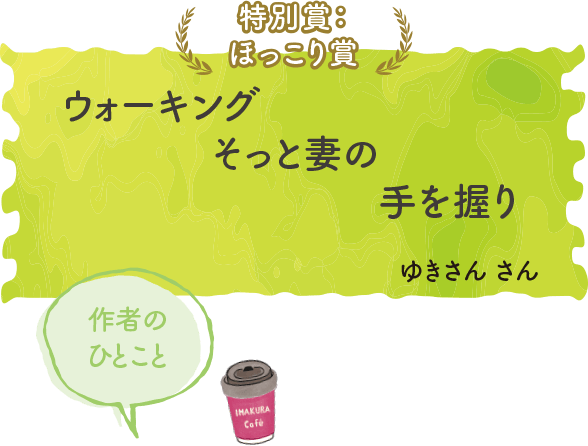 特別賞：
ほっこり賞
ウォーキング
そっと妻の
手を握り
ゆきさん さん
作者の
ひとこと
IMAKURA
Café